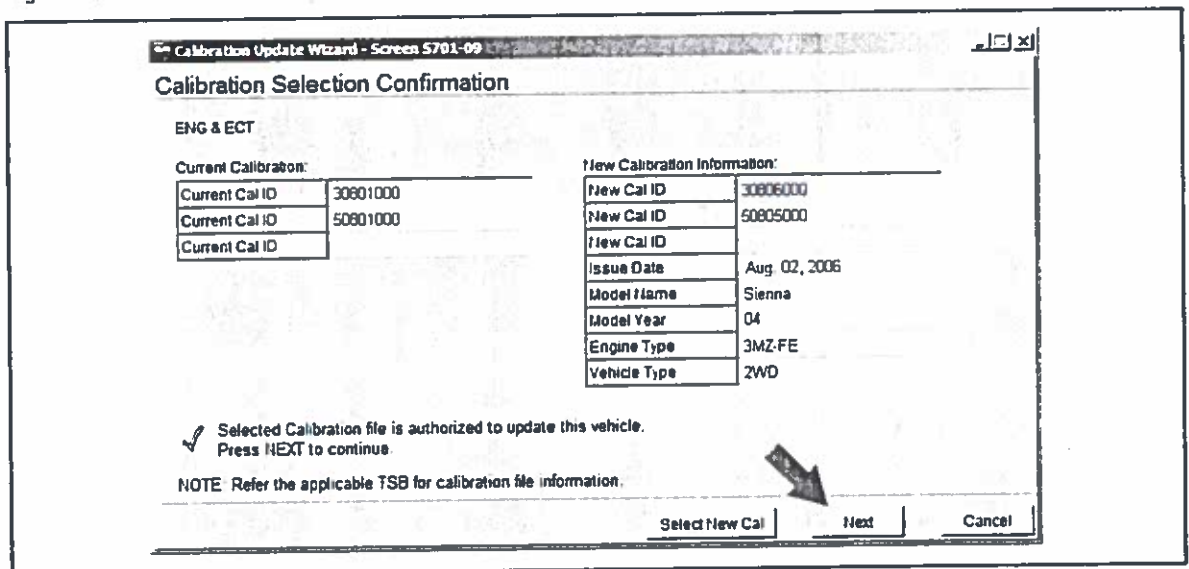 Calibration Update Wizard - Screen S701-09
Calibration Selection Confirmation
ENG & ECT
Current Calibration:
Current Cal ID 30801000
Current Cal ID 50801000
Current Cal ID
New Calibration Information:
New Cal ID 30806000
New Cal ID 50805000
New Cal ID
Issue Date Aug. 02, 2006
Model Name Sienna
Model Year 04
Engine Type 3MZ-FE
Vehicle Type 2WD
Selected Calibration file is authorized to update this vehicle.
Press NEXT to continue.
NOTE: Refer the applicable TSB for calibration file information.
Select New Cal Next Cancel